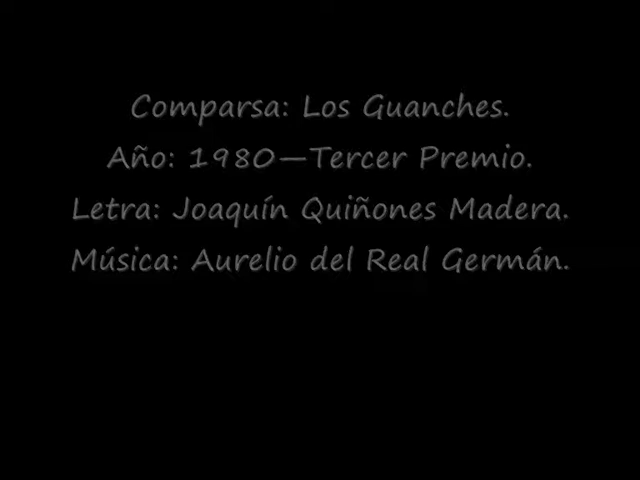 Comparsa: Los Guanches.
Año: 1980—Tercer Premio.
Letra: Joaquín Quiñones Madera.
Música: Aurelio del Real Germán.